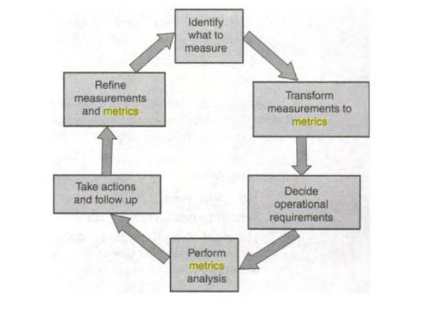 Identify
what to
measure
Transform
measurements to
metrics
Decide
operational
requirements
Perform
metrics
analysis
Take actions
and follow up
Refine
measurements
and metrics